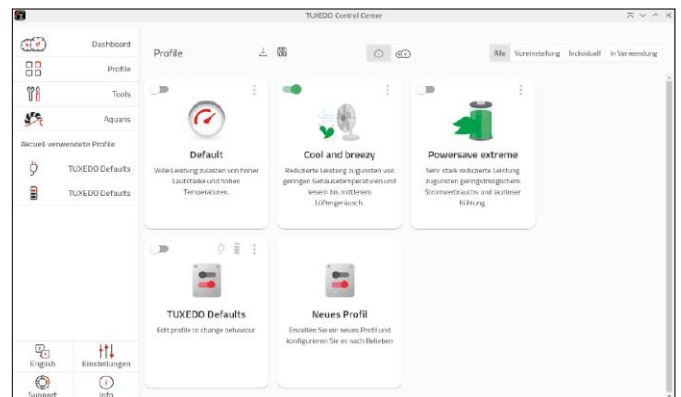 TUXEDO Control Center
Dashboard
Profile
Tools
Aquaris
Aktuell verwendete Profile
TUXEDO Defaults
TUXEDO Defaults
English
Einstellungen
Support
Info
Profile
Alle
Voreinstellung
Individuell
In Verwendung
Default
Volle Leistung zulasten von hoher
Lautstärke und hohen
Temperaturen.
Cool and breezy
Reduzierte Leistung zugunsten von
geringen Gehäusetemperaturen und
leisem bis mittlerem
Lüftergeräusch.
Powersave extreme
Sehr stark reduzierte Leistung
zugunsten geringstmöglichem
Stromverbrauchs und lautloser
Kühlung.
TUXEDO Defaults
Edit profile to change behaviour
Neues Profil
Erstellen Sie ein neues Profil und
konfigurieren Sie es nach Belieben